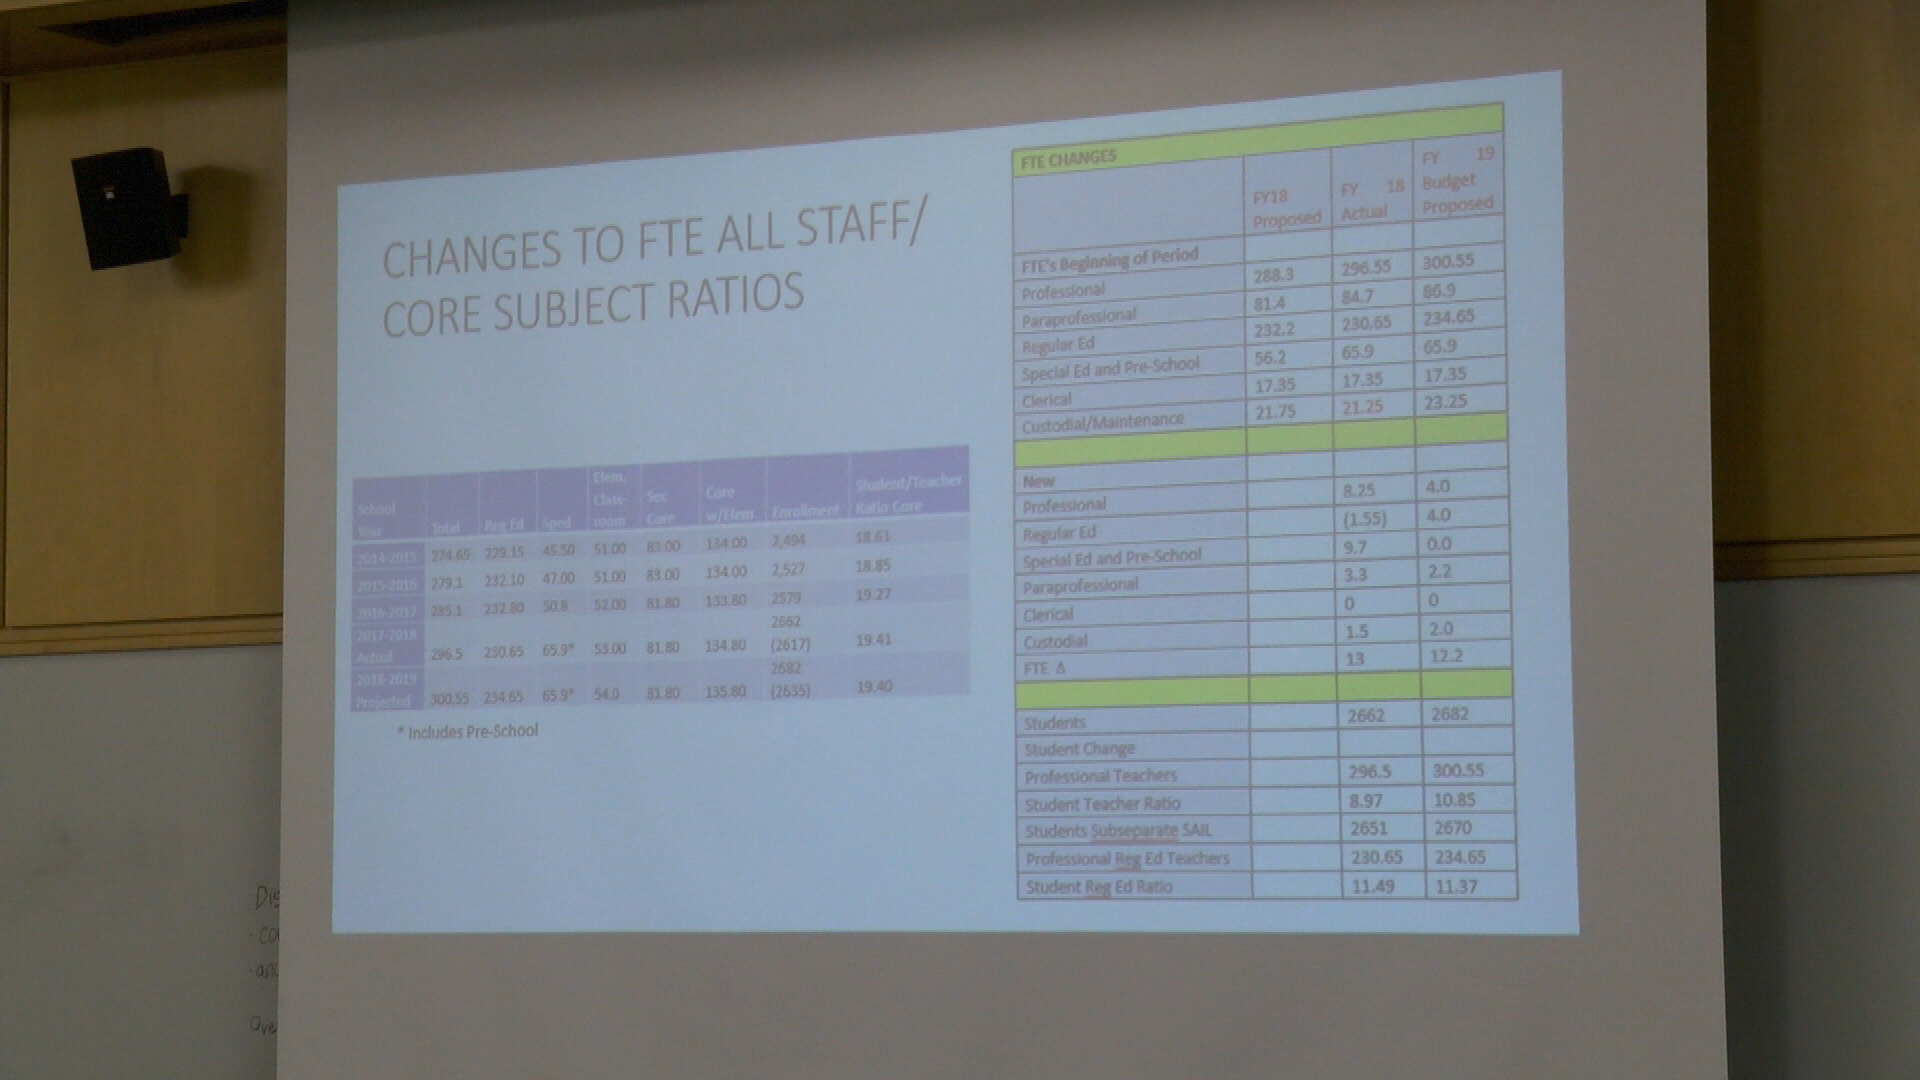 CHANGES TO FTE ALL STAFF/
CORE SUBJECT RATIOS
School Year Total Reg Ed Sped Elem. Class-room Sec Core Core w/Elem Enrollment Student/Teacher Ratio Core
2014-2015 274.65 229.15 45.50 51.00 83.00 134.00 2,494 18.61
2015-2016 279.1 232.10 47.00 51.00 83.00 134.00 2,527 18.85
2016-2017 285.1 232.80 50.8 52.00 81.80 133.80 2579 19.27
2017-2018 Actual 296.5 230.65 65.9* 53.00 81.80 134.80 2662 (2617) 19.41
2018-2019 Projected 300.55 234.65 65.9* 54.0 81.80 135.80 2682 (2635) 19.40
* Includes Pre-School
FTE CHANGES
FY18 Proposed FY 18 Actual FY 19 Budget Proposed
FTE's Beginning of Period
Professional 288.3 296.55 300.55
Paraprofessional 81.4 84.7 86.9
Regular Ed 232.2 230.65 234.65
Special Ed and Pre-School 56.2 65.9 65.9
Clerical 17.35 17.35 17.35
Custodial/Maintenance 21.75 21.25 23.25
New
Professional 8.25 4.0
Regular Ed (1.55) 4.0
Special Ed and Pre-School 9.7 0.0
Paraprofessional 3.3 2.2
Clerical 0 0
Custodial 1.5 2.0
FTE Δ 13 12.2
Students 2662 2682
Student Change
Professional Teachers 296.5 300.55
Student Teacher Ratio 8.97 10.85
Students Subseparate SAIL 2651 2670
Professional Reg Ed Teachers 230.65 234.65
Student Reg Ed Ratio 11.49 11.37